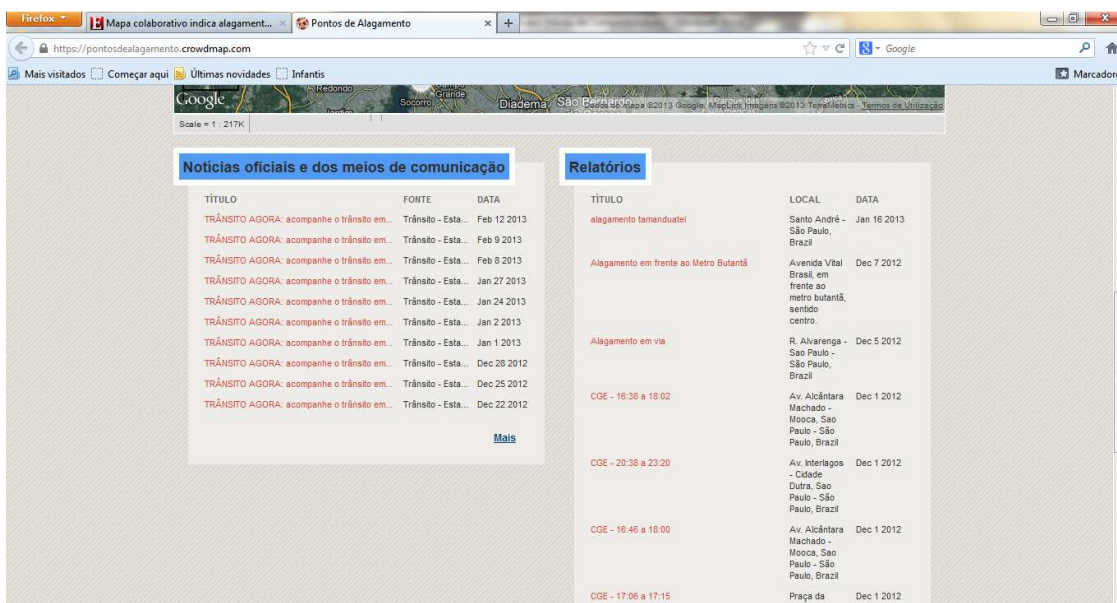 Firefox
Mapa colaborativo indica alagament...
Pontos de Alagamento
https://pontosdealagamento.crowdmap.com
Google
Mais visitados
Começar aqui
Últimas novidades
Infantis
Marcadore
Redondo
Socorro
Grande
Diadema
São Bernardo
Google
©2013 Google, MapLink Imagens ©2013 TerraMetrics - Termos de Utilização
Scale = 1 : 217K
Notícias oficiais e dos meios de comunicação
TÍTULO FONTE DATA
TRÂNSITO AGORA: acompanhe o trânsito em... Trânsito - Esta... Feb 12 2013
TRÂNSITO AGORA: acompanhe o trânsito em... Trânsito - Esta... Feb 9 2013
TRÂNSITO AGORA: acompanhe o trânsito em... Trânsito - Esta... Feb 8 2013
TRÂNSITO AGORA: acompanhe o trânsito em... Trânsito - Esta... Jan 27 2013
TRÂNSITO AGORA: acompanhe o trânsito em... Trânsito - Esta... Jan 24 2013
TRÂNSITO AGORA: acompanhe o trânsito em... Trânsito - Esta... Jan 2 2013
TRÂNSITO AGORA: acompanhe o trânsito em... Trânsito - Esta... Jan 1 2013
TRÂNSITO AGORA: acompanhe o trânsito em... Trânsito - Esta... Dec 28 2012
TRÂNSITO AGORA: acompanhe o trânsito em... Trânsito - Esta... Dec 25 2012
TRÂNSITO AGORA: acompanhe o trânsito em... Trânsito - Esta... Dec 22 2012
Mais
Relatórios
TÍTULO LOCAL DATA
alagamento tamanduatei Santo André - Jan 16 2013
São Paulo,
Brazil
Alagamento em frente ao Metro Butantã Avenida Vital Dec 7 2012
Brasil, em
frente ao
metro butantã,
sentido
centro.
Alagamento em via R. Alvarenga - Dec 5 2012
Sao Paulo -
São Paulo,
Brazil
CGE - 16:38 a 18:02 Av. Alcântara Dec 1 2012
Machado -
Mooca, Sao
Paulo - São
Paulo, Brazil
CGE - 20:38 a 23:20 Av. Interlagos Dec 1 2012
- Cidade
Dutra, Sao
Paulo - São
Paulo, Brazil
CGE - 16:46 a 18:00 Av. Alcântara Dec 1 2012
Machado -
Mooca, Sao
Paulo - São
Paulo, Brazil
CGE - 17:06 a 17:15 Praça da Dec 1 2012